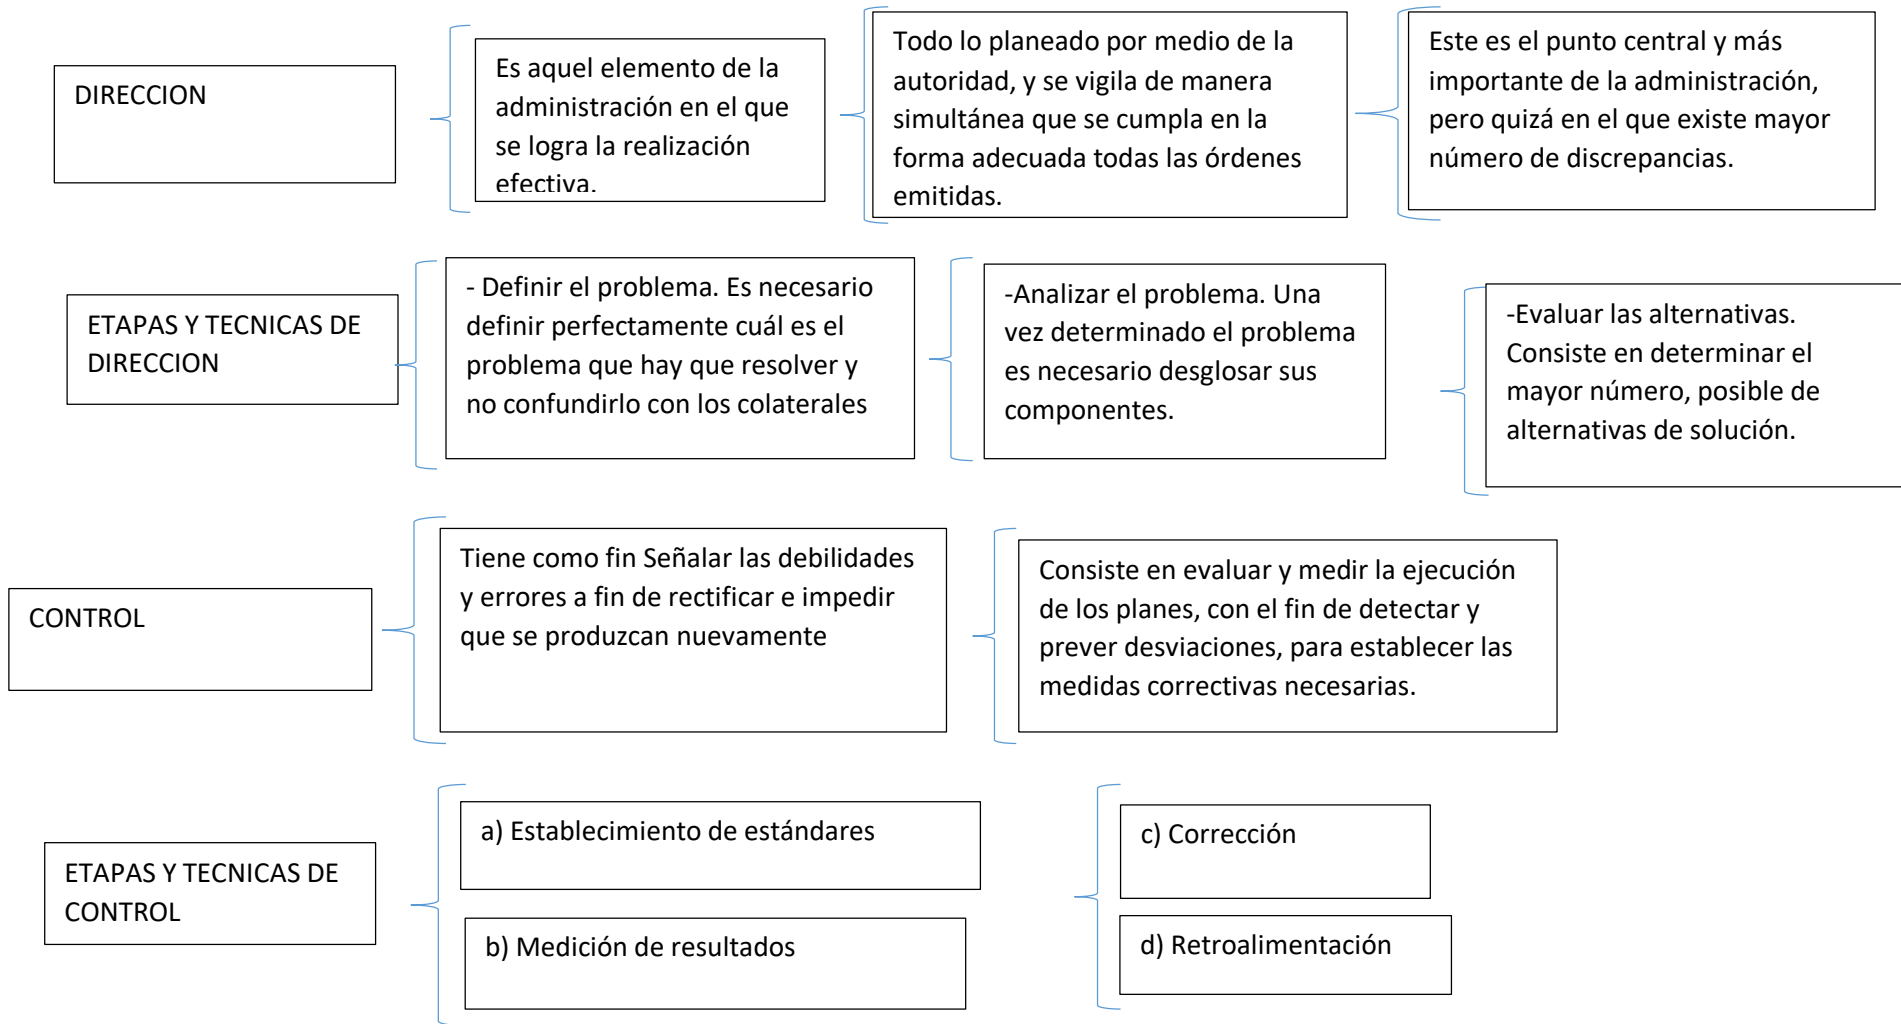 DIRECCION
Es aquel elemento de la
administración en el que
se logra la realización
efectiva.
Todo lo planeado por medio de la
autoridad, y se vigila de manera
simultánea que se cumpla en la
forma adecuada todas las órdenes
emitidas.
Este es el punto central y más
importante de la administración,
pero quizá en el que existe mayor
número de discrepancias.
ETAPAS Y TECNICAS DE
DIRECCION
- Definir el problema. Es necesario
definir perfectamente cuál es el
problema que hay que resolver y
no confundirlo con los colaterales
-Analizar el problema. Una
vez determinado el problema
es necesario desglosar sus
componentes.
-Evaluar las alternativas.
Consiste en determinar el
mayor número, posible de
alternativas de solución.
CONTROL
Tiene como fin Señalar las debilidades
y errores a fin de rectificar e impedir
que se produzcan nuevamente
Consiste en evaluar y medir la ejecución
de los planes, con el fin de detectar y
prever desviaciones, para establecer las
medidas correctivas necesarias.
ETAPAS Y TECNICAS DE
CONTROL
a) Establecimiento de estándares
b) Medición de resultados
c) Corrección
d) Retroalimentación